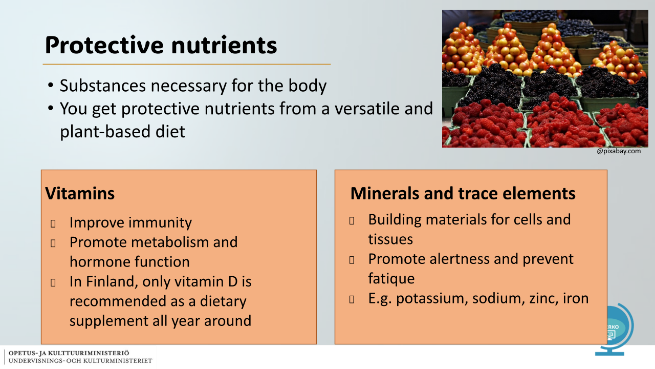 Protective nutrients
• Substances necessary for the body
• You get protective nutrients from a versatile and
plant-based diet
@pixabay.com
Vitamins
▯ Improve immunity
▯ Promote metabolism and
hormone function
▯ In Finland, only vitamin D is
recommended as a dietary
supplement all year around
Minerals and trace elements
▯ Building materials for cells and
tissues
▯ Promote alertness and prevent
fatique
▯ E.g. potassium, sodium, zinc, iron
OPETUS- JA KULTTUURIMINISTERIÖ
UNDERVISNINGS- OCH KULTURMINISTERIET